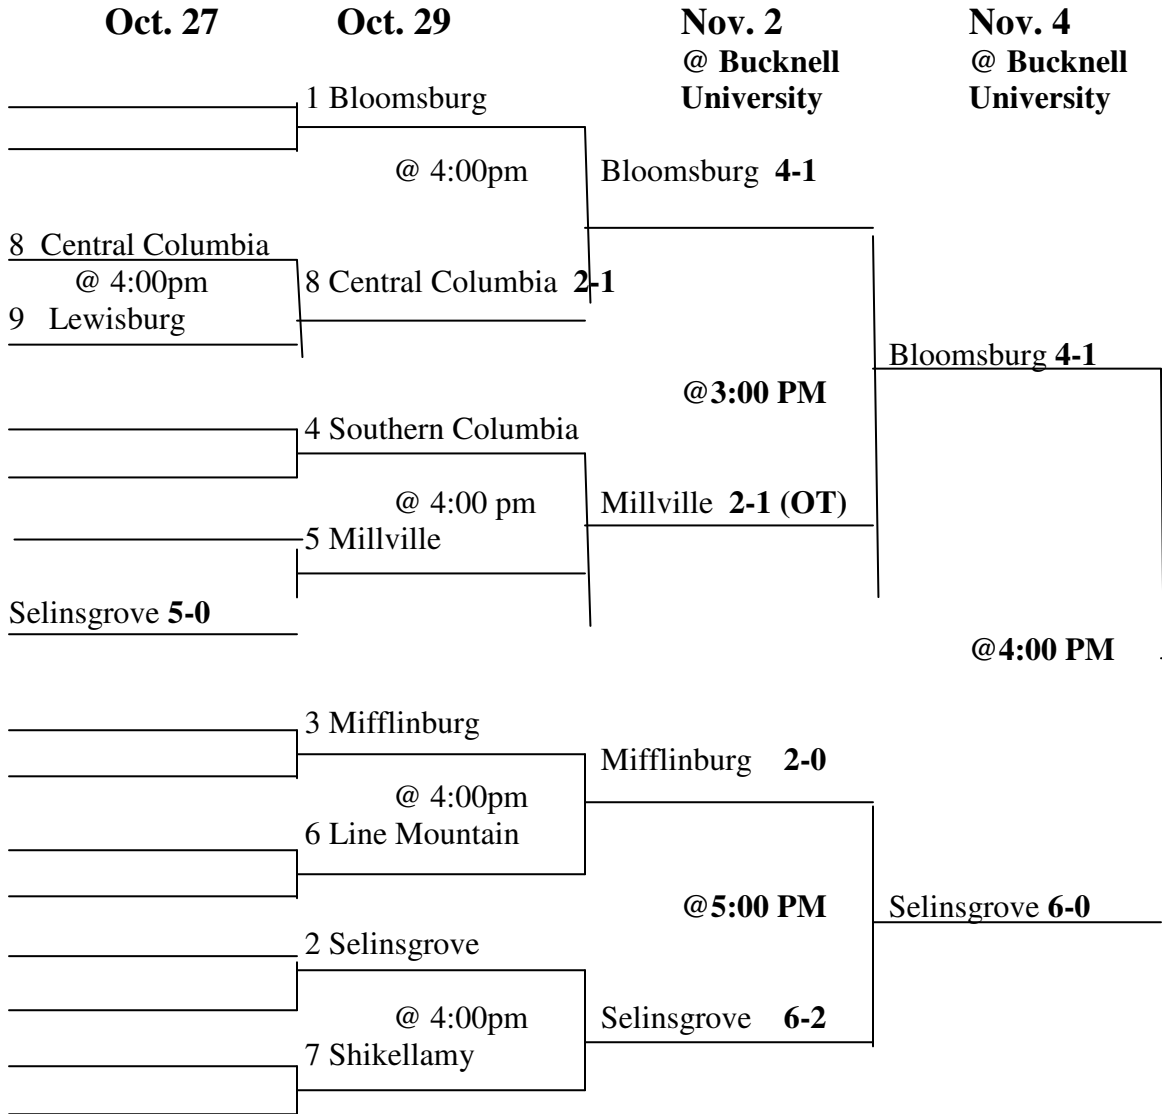 Oct. 27 Oct. 29 Nov. 2 Nov. 4
@ Bucknell @ Bucknell
University University
1 Bloomsburg
@ 4:00pm Bloomsburg 4-1
8 Central Columbia
@ 4:00pm 8 Central Columbia 2-1
9 Lewisburg
Bloomsburg 4-1
@3:00 PM
4 Southern Columbia
@ 4:00 pm Millville 2-1 (OT)
5 Millville
Selinsgrove 5-0
@4:00 PM
3 Mifflinburg
Mifflinburg 2-0
@ 4:00pm
6 Line Mountain
@5:00 PM Selinsgrove 6-0
2 Selinsgrove
@ 4:00pm Selinsgrove 6-2
7 Shikellamy